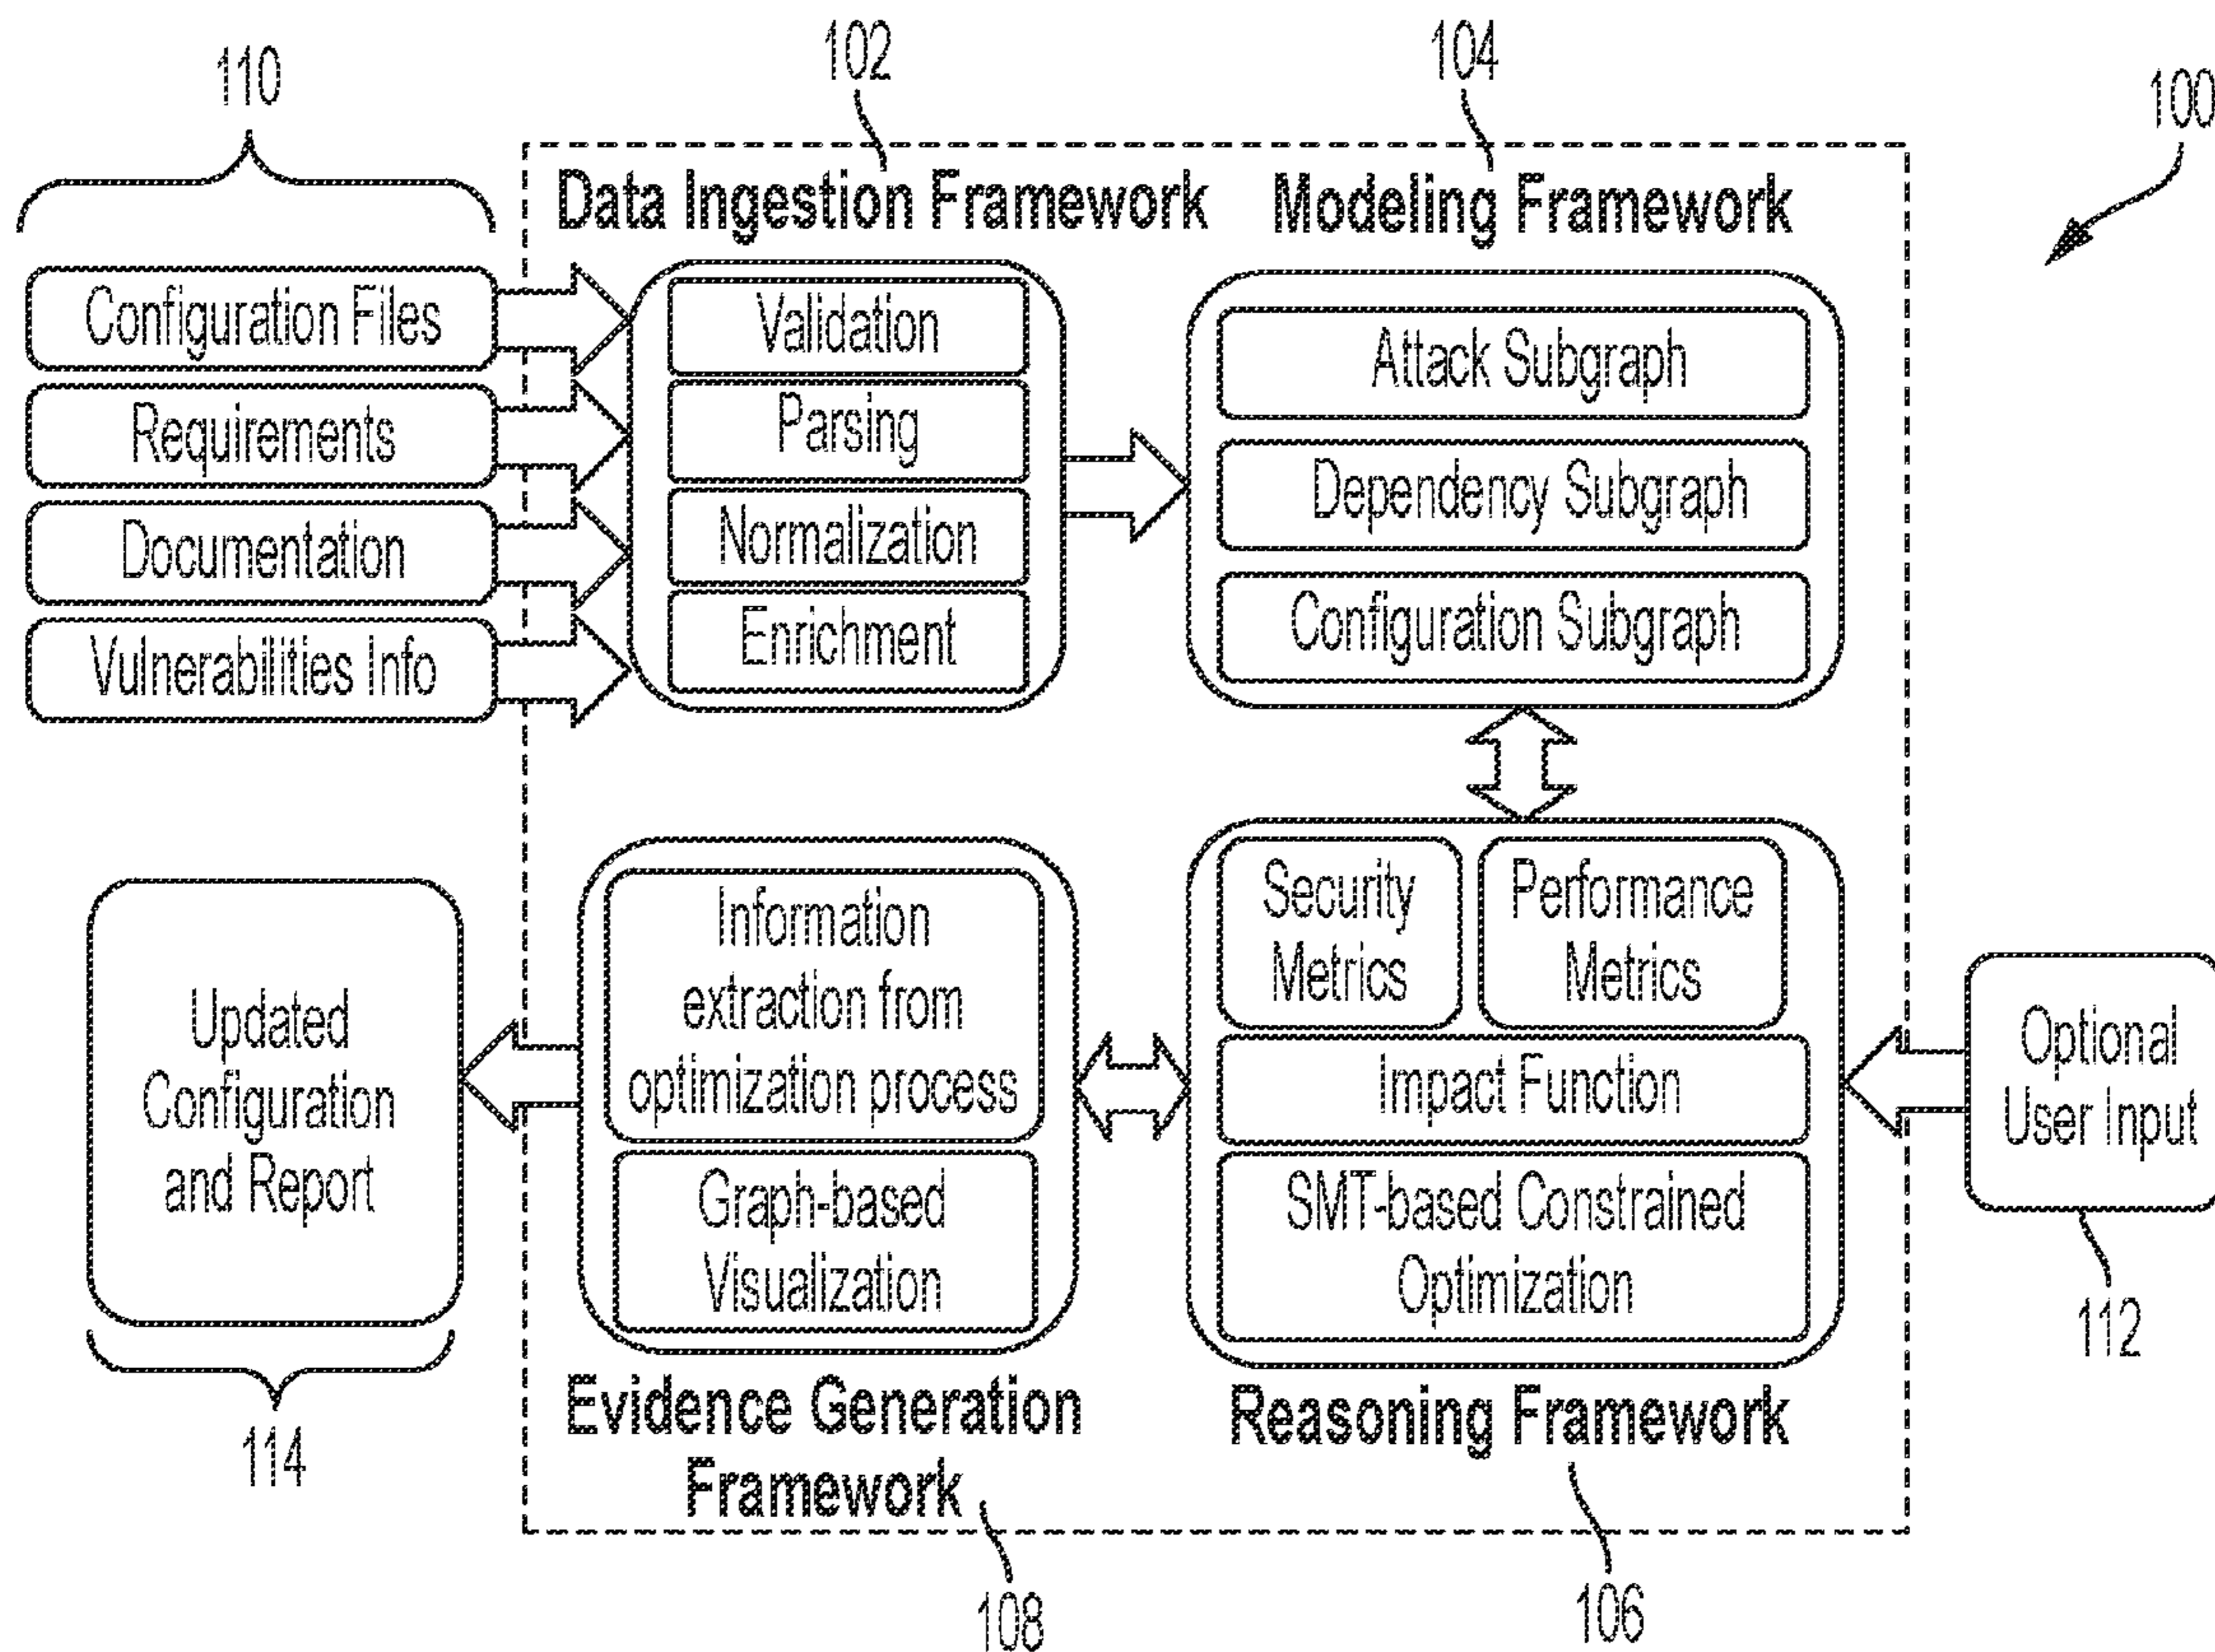 110
102
104
100
Data Ingestion Framework
Modeling Framework
Configuration Files
Requirements
Documentation
Vulnerabilities Info
Validation
Parsing
Normalization
Enrichment
Attack Subgraph
Dependency Subgraph
Configuration Subgraph
Updated
Configuration
and Report
114
Information
extraction from
optimization process
Graph-based
Visualization
Evidence Generation
Framework
108
Security
Metrics
Performance
Metrics
Impact Function
SMT-based Constrained
Optimization
Reasoning Framework
106
Optional
User Input
112